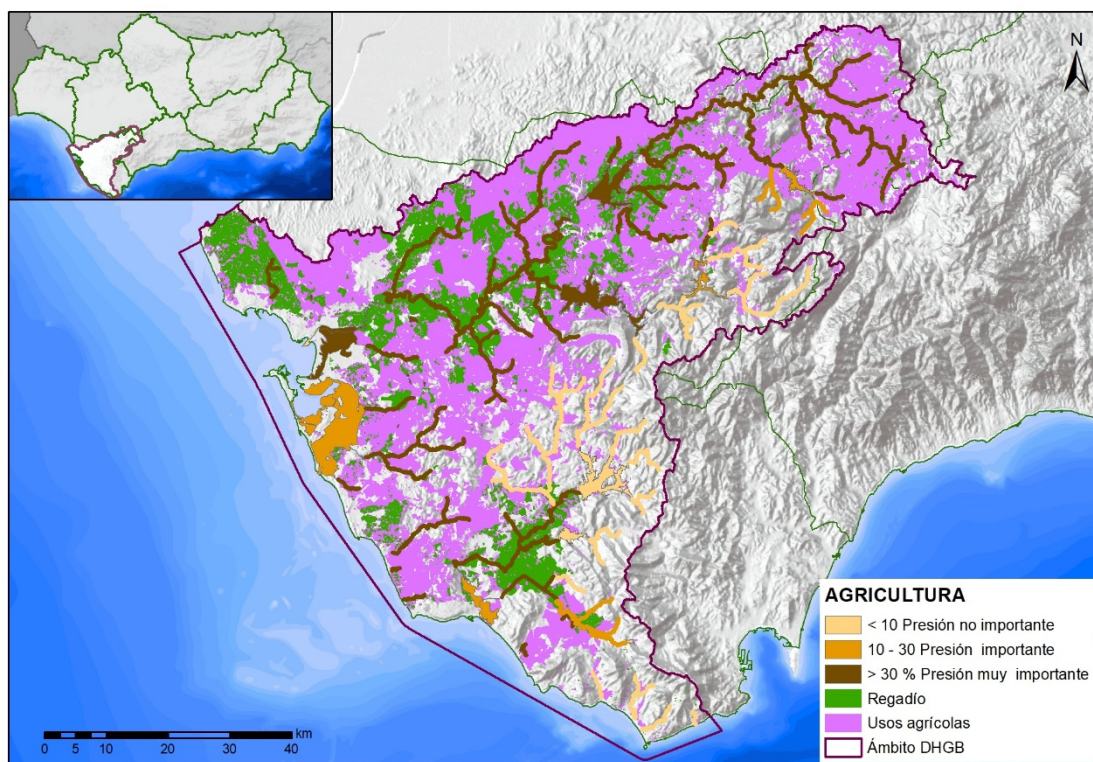 N
AGRICULTURA
< 10 Presión no importante
10 - 30 Presión importante
> 30 % Presión muy importante
Regadío
Usos agrícolas
Ámbito DHGB
km
0 5 10 20 30 40